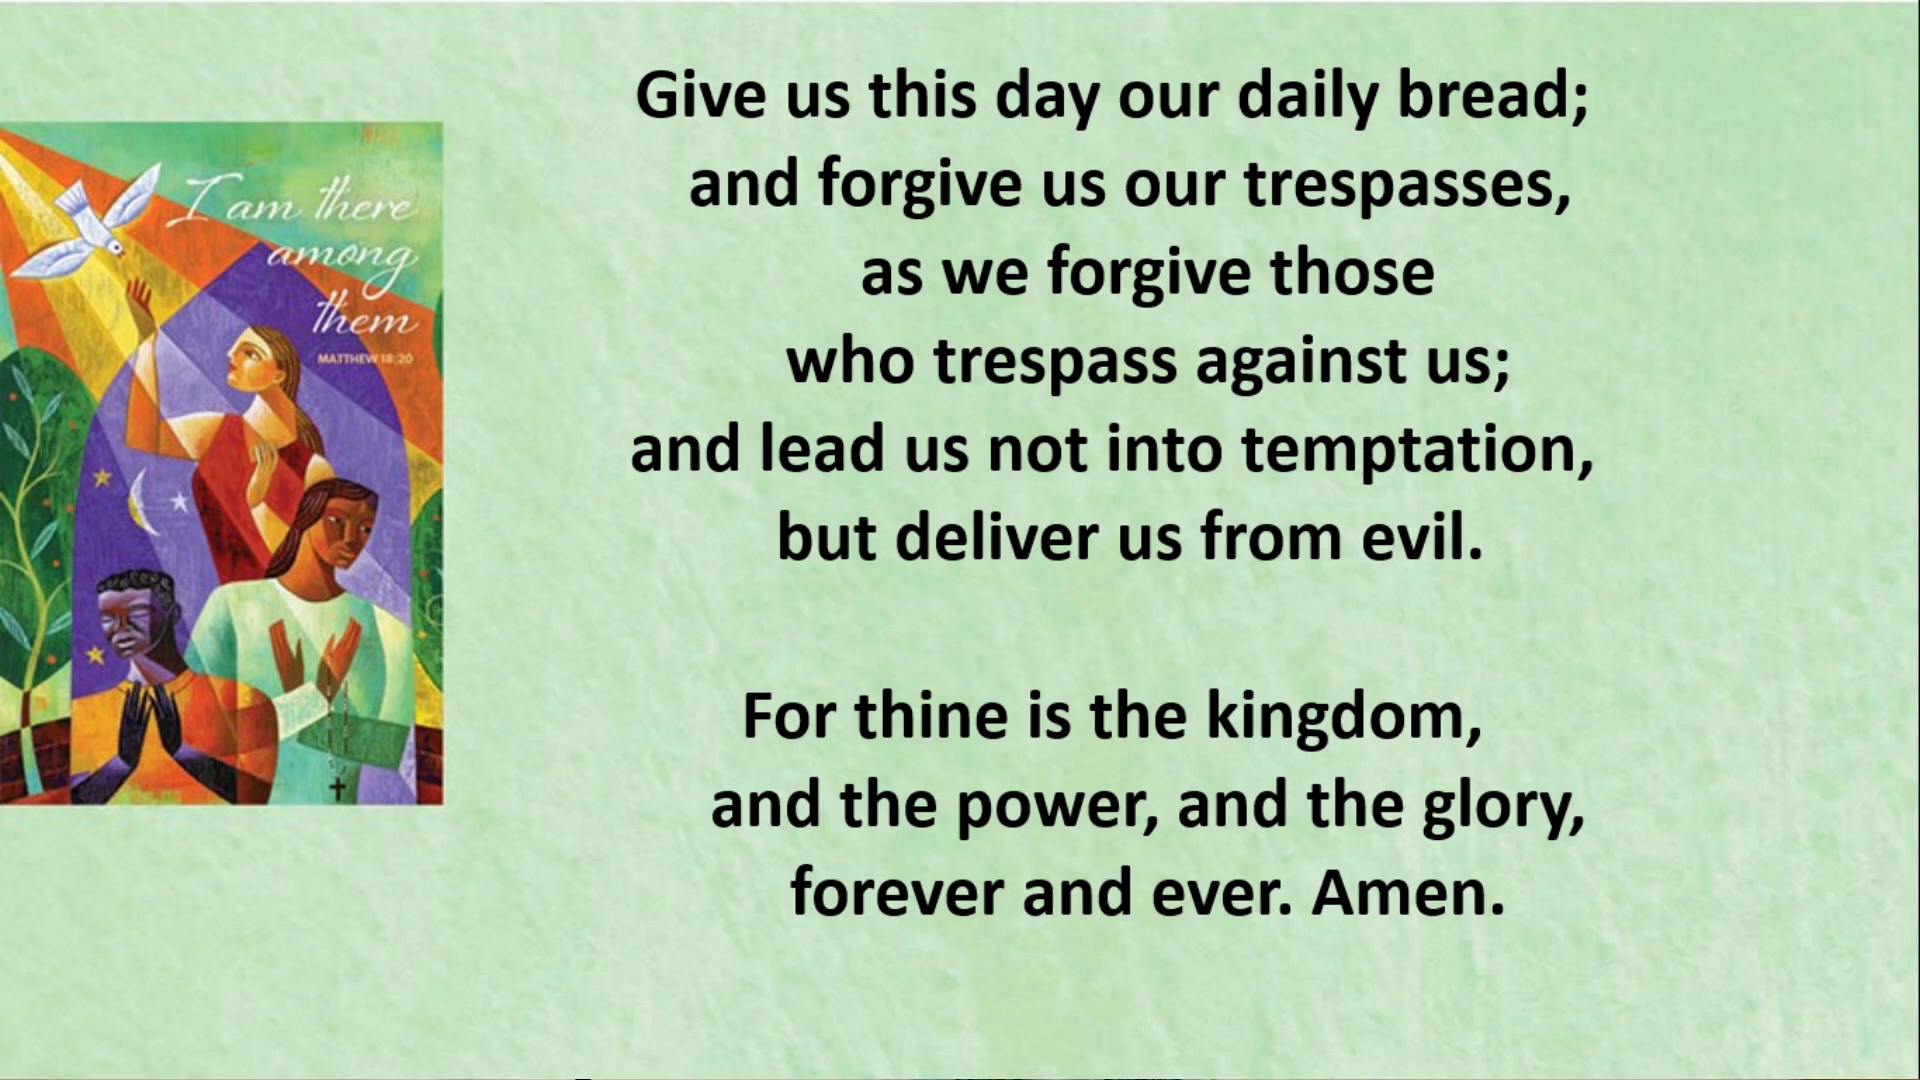 I am there
among
them
MATTHEW 18:20
Give us this day our daily bread;
and forgive us our trespasses,
as we forgive those
who trespass against us;
and lead us not into temptation,
but deliver us from evil.
For thine is the kingdom,
and the power, and the glory,
forever and ever. Amen.